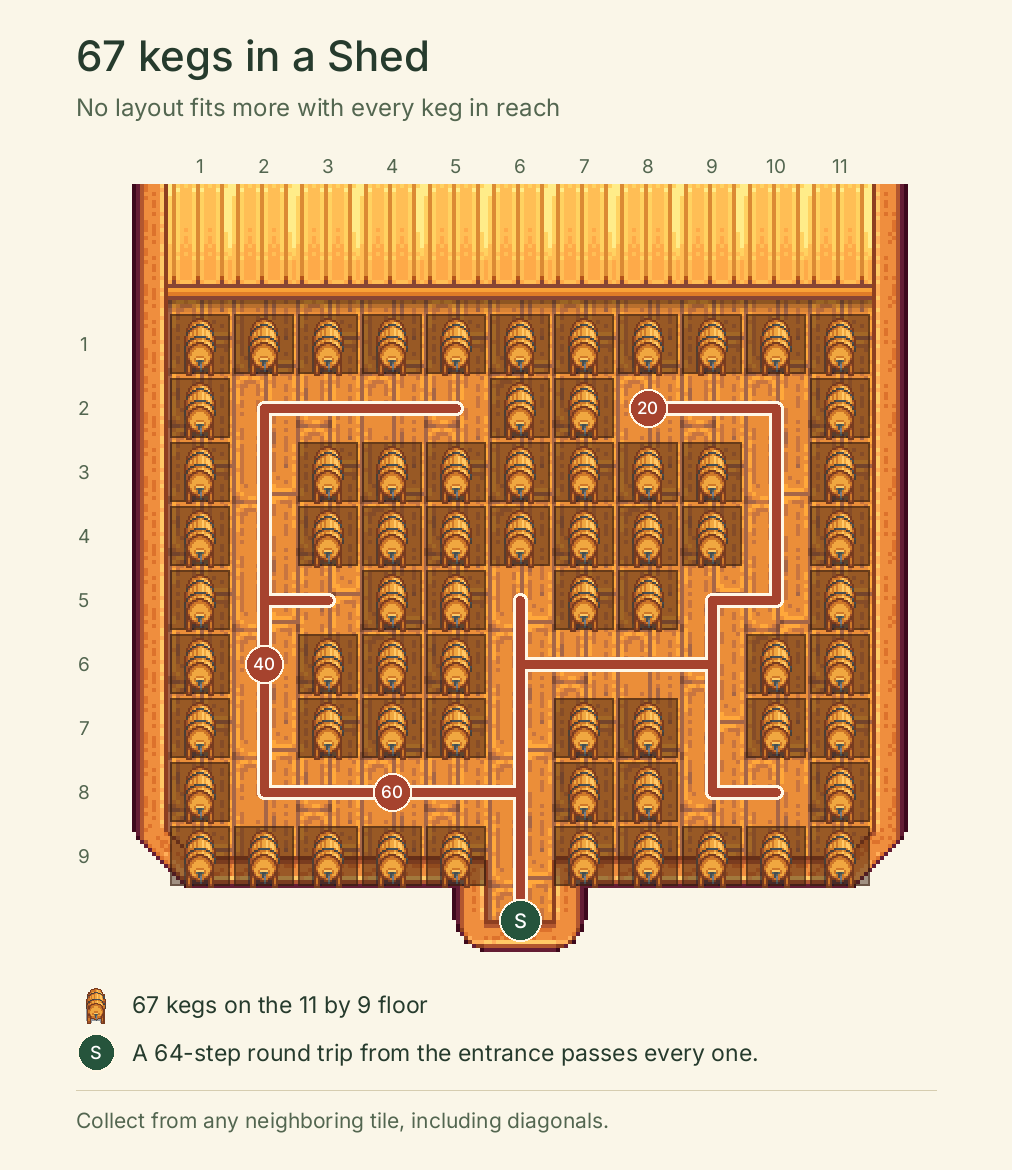 67 kegs in a Shed
No layout fits more with every keg in reach
1 2 3 4 5 6 7 8 9 10 11
1
2
20
3
4
5
6
40
7
8
60
9
S
67 kegs on the 11 by 9 floor
S A 64-step round trip from the entrance passes every one.
Collect from any neighboring tile, including diagonals.